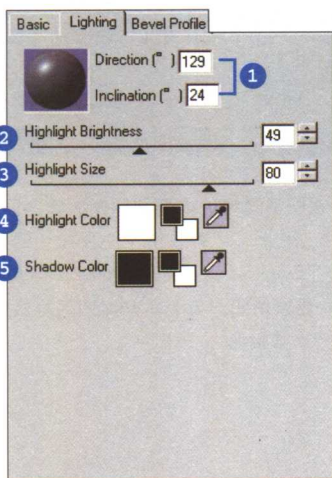 Basic Lighting Bevel Profile
Direction (° ) 129
1
Inclination (° ) 24
2 Highlight Brightness 49
3 Highlight Size 80
4 Highlight Color
5 Shadow Color